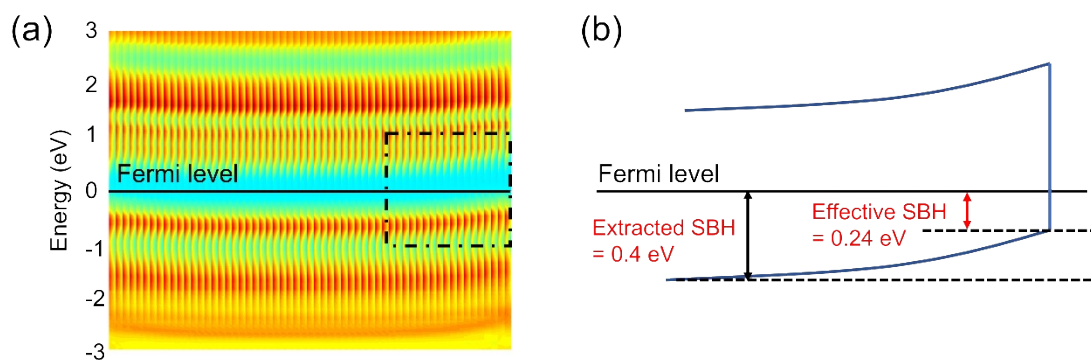 (a)
3
2
1
0
-1
-2
-3
Energy (eV)
Fermi level
(b)
Fermi level
Extracted SBH
= 0.4 eV
Effective SBH
= 0.24 eV